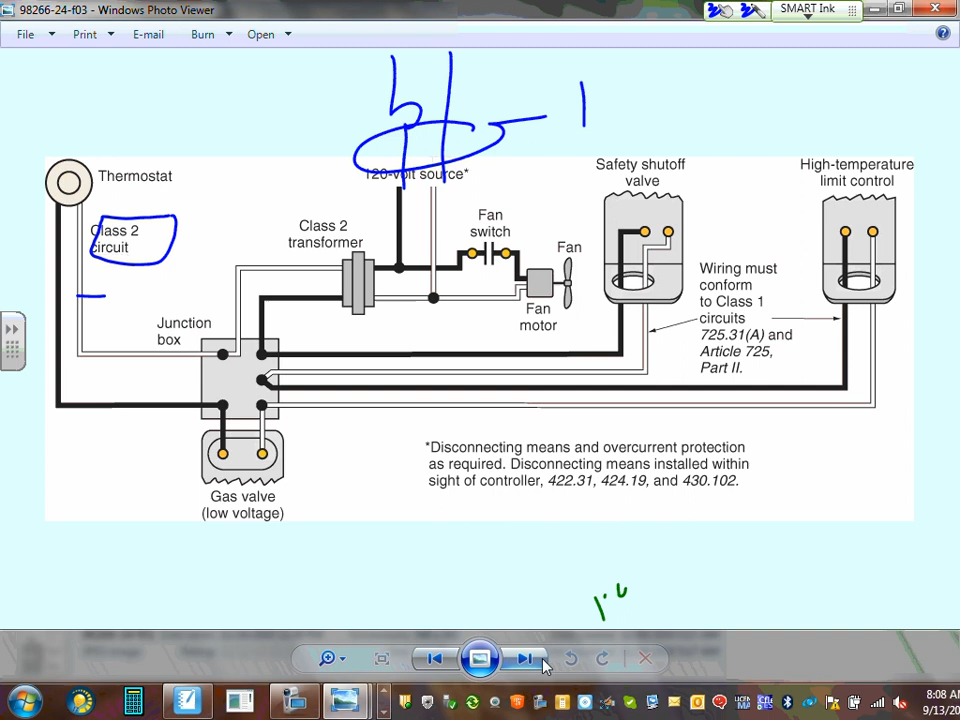 98266-24-f03 - Windows Photo Viewer
SMART Ink
File Print E-mail Burn Open
Thermostat
Class 2
circuit
120-volt source*
Class 2
transformer
Fan
switch
Fan
Fan
motor
Safety shutoff
valve
High-temperature
limit control
Wiring must
conform
to Class 1
circuits
725.31(A) and
Article 725,
Part II.
Junction
box
Gas valve
(low voltage)
*Disconnecting means and overcurrent protection
as required. Disconnecting means installed within
sight of controller, 422.31, 424.19, and 430.102.
8:08 AM
9/13/20